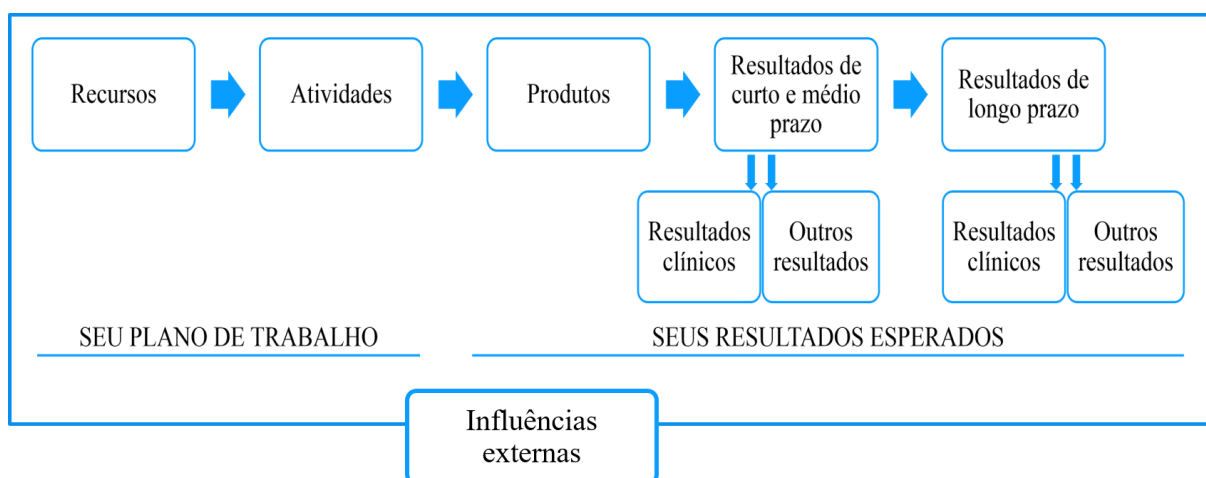 Recursos
Atividades
Produtos
Resultados de
curto e médio
prazo
Resultados de
longo prazo
Resultados
clínicos
Outros
resultados
Resultados
clínicos
Outros
resultados
SEU PLANO DE TRABALHO
SEUS RESULTADOS ESPERADOS
Influências
externas